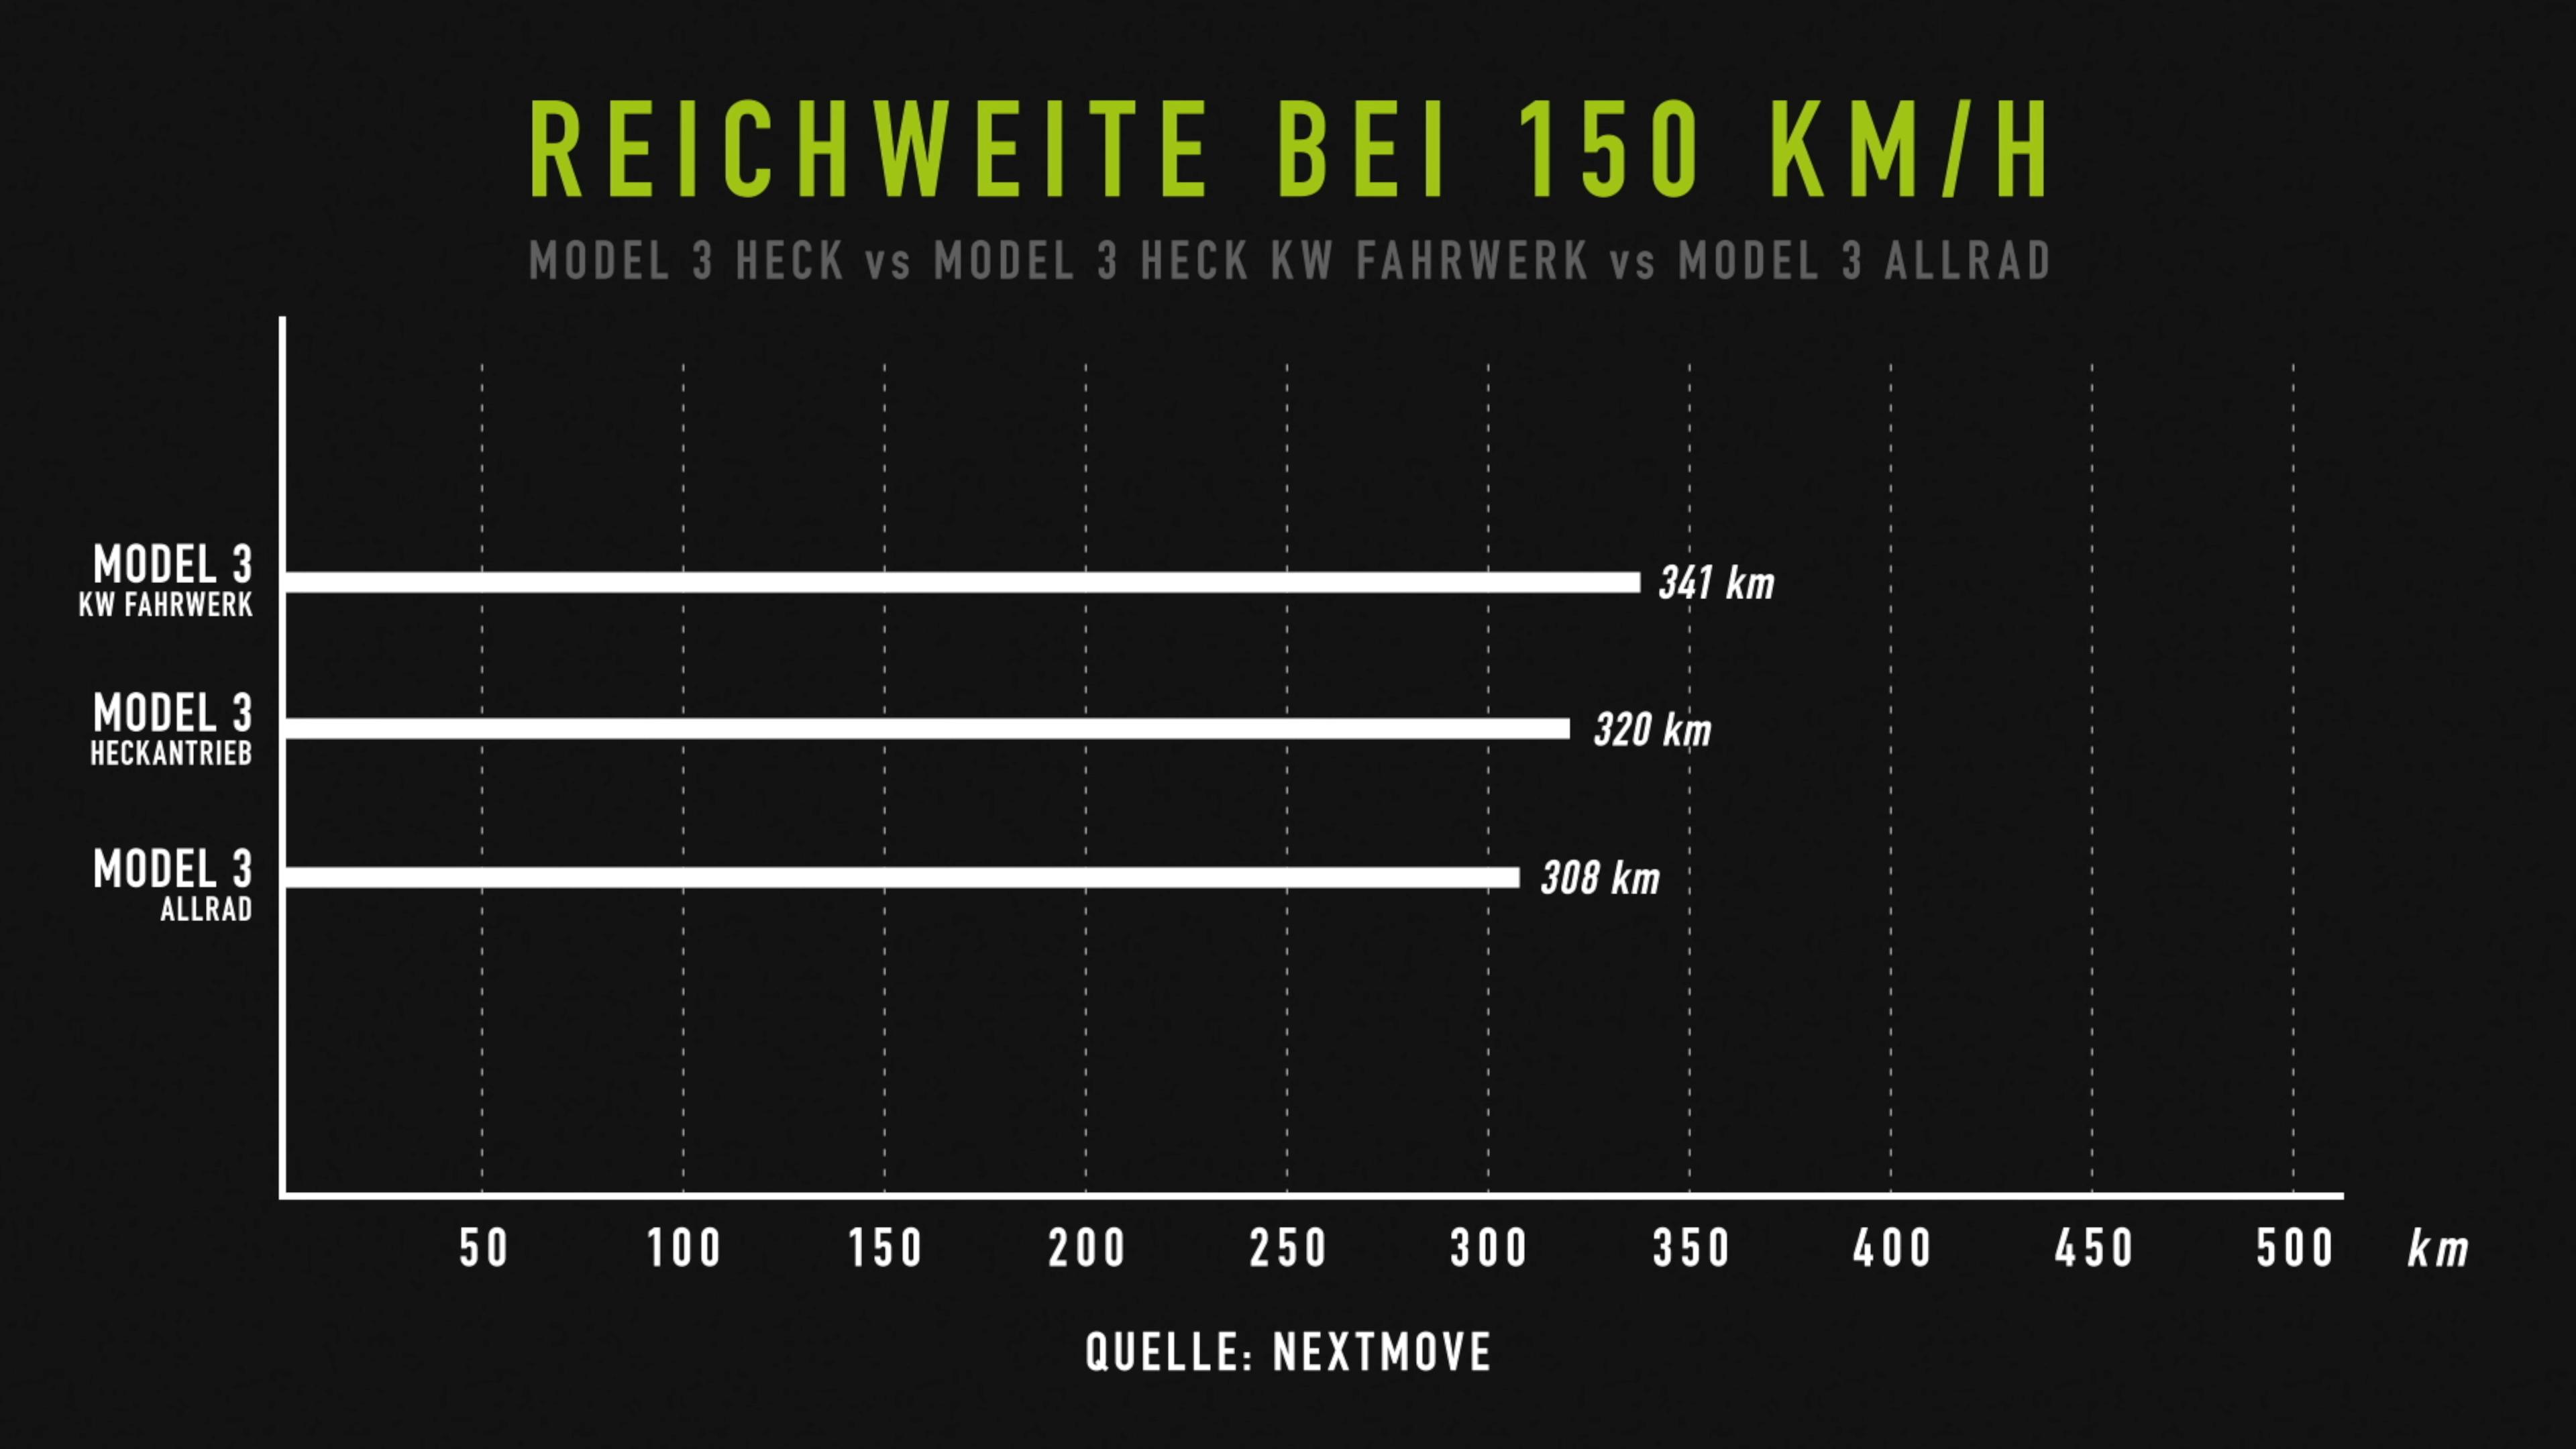 REICHWEITE BEI 150 KM/H
MODEL 3 HECK vs MODEL 3 HECK KW FAHRWERK vs MODEL 3 ALLRAD
MODEL 3
KW FAHRWERK
341 km
MODEL 3
HECKANTRIEB
320 km
MODEL 3
ALLRAD
308 km
50 100 150 200 250 300 350 400 450 500 km
QUELLE: NEXTMOVE